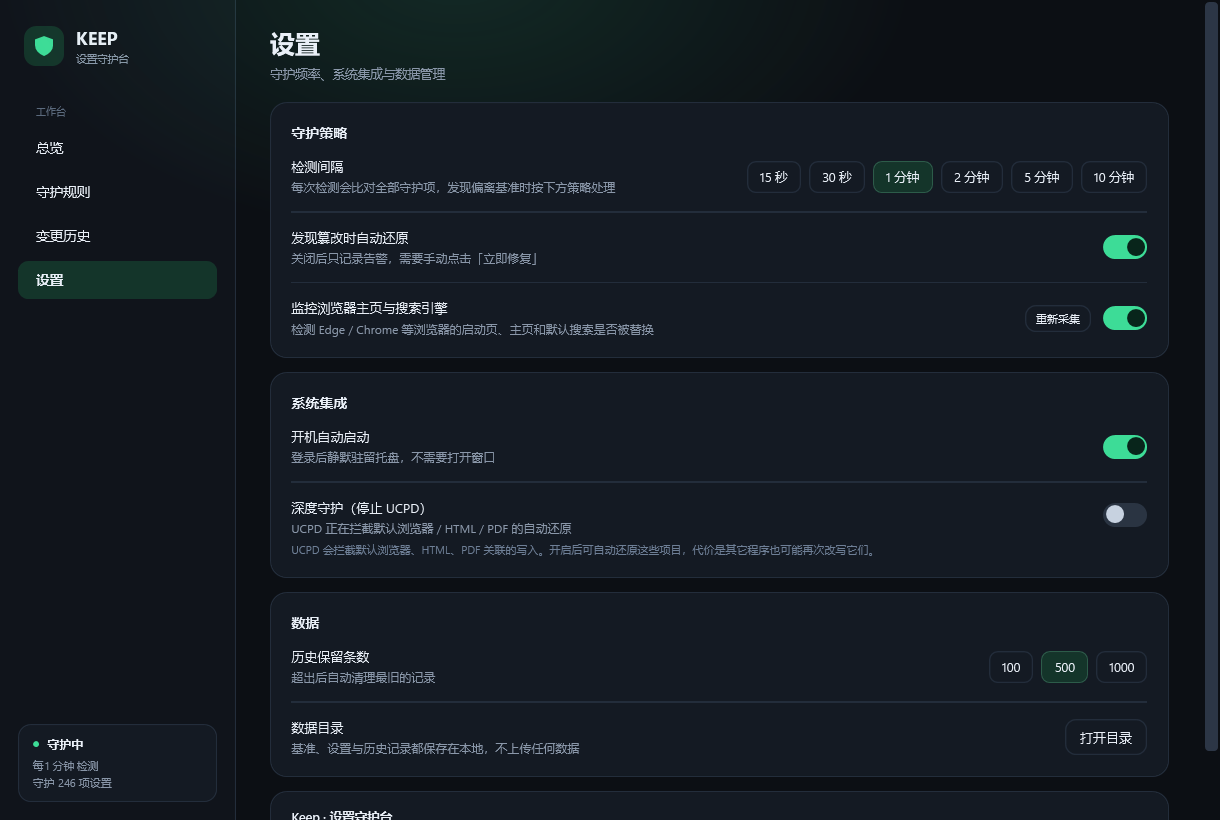 KEEP
设置守护台
工作台
总览
守护规则
变更历史
设置
守护中
每1 分钟 检测
守护 246 项设置
设置
守护频率、系统集成与数据管理
守护策略
检测间隔
每次检测会比对全部守护项，发现偏离基准时按下方策略处理
15 秒
30 秒
1 分钟
2 分钟
5 分钟
10 分钟
发现篡改时自动还原
关闭后只记录告警，需要手动点击「立即修复」
监控浏览器主页与搜索引擎
检测 Edge / Chrome 等浏览器的启动页、主页和默认搜索是否被替换
重新采集
系统集成
开机自动启动
登录后静默驻留托盘，不需要打开窗口
深度守护（停止 UCPD）
UCPD 正在拦截默认浏览器 / HTML / PDF 的自动还原
UCPD 会拦截默认浏览器、HTML、PDF 关联的写入。开启后可自动还原这些项目，代价是其它程序也可能再次改写它们。
数据
历史保留条数
超出后自动清理最旧的记录
100
500
1000
数据目录
基准、设置与历史记录都保存在本地，不上传任何数据
打开目录
Keep · 设置守护台